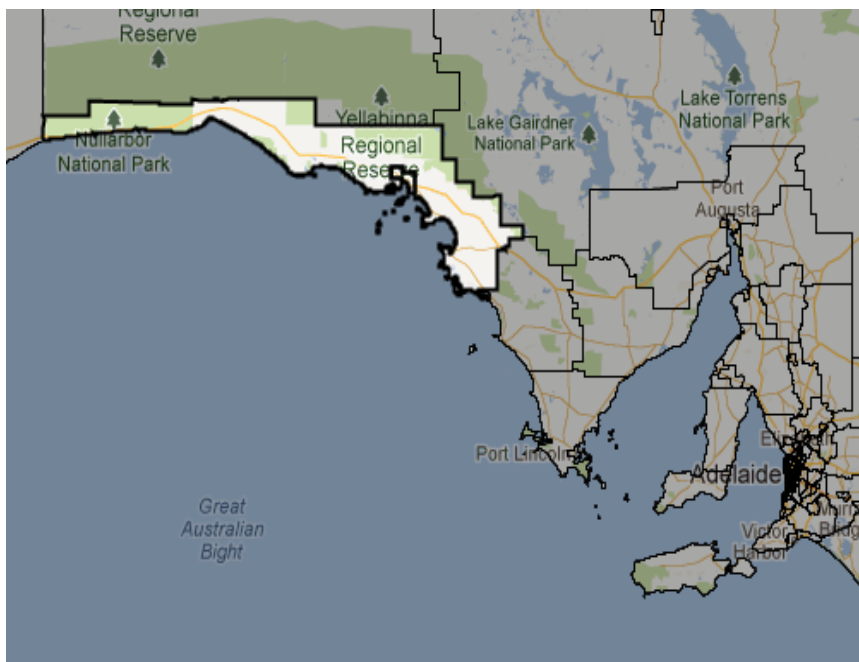 Regional
Reserve
Lake Torrens
National Park
Yellabinna
Regional
Reserve
Lake Gairdner
National Park
Nullarbor
National Park
Port
Augusta
Port Lincoln
Adelaide
Great
Australian
Bight
Victor
Harbor